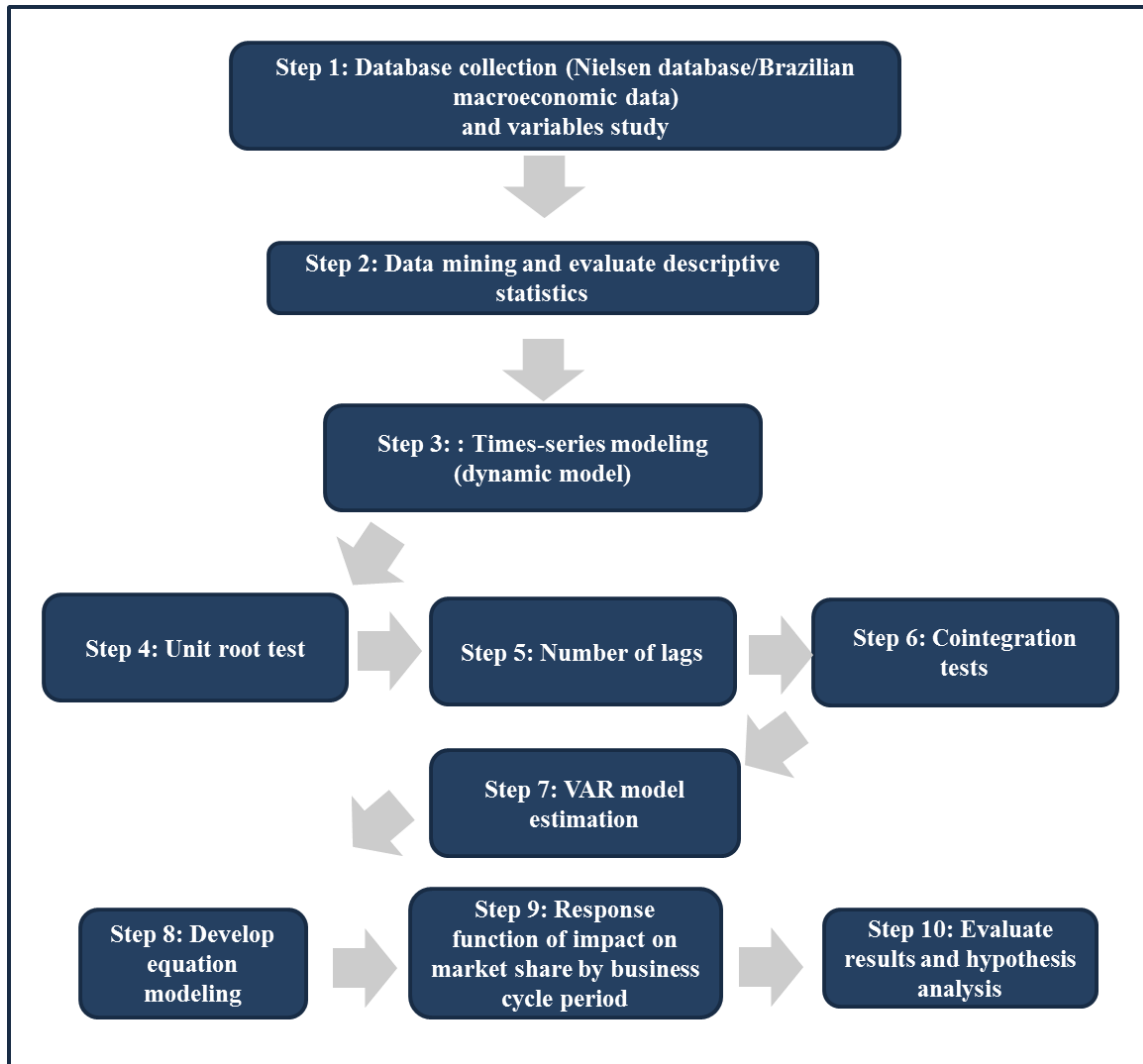 Step 1: Database collection (Nielsen database/Brazilian
macroeconomic data)
and variables study
Step 2: Data mining and evaluate descriptive
statistics
Step 3: : Times-series modeling
(dynamic model)
Step 4: Unit root test
Step 5: Number of lags
Step 6: Cointegration
tests
Step 7: VAR model
estimation
Step 8: Develop
equation
modeling
Step 9: Response
function of impact on
market share by business
cycle period
Step 10: Evaluate
results and hypothesis
analysis